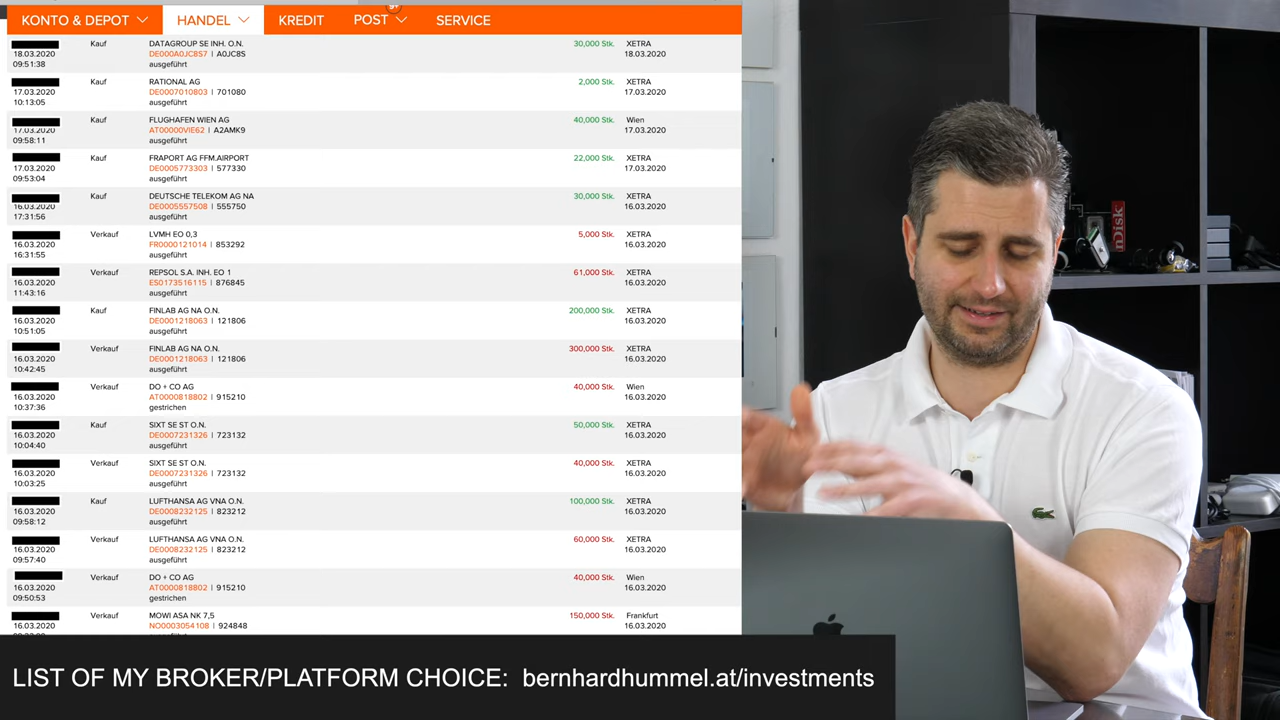 KONTO & DEPOT
HANDEL
KREDIT
POST
9+
SERVICE
Kauf DATAGROUP SE INH. O.N. 30,000 Stk. XETRA
18.03.2020 DE000A0JC8S7 | A0JC8S 18.03.2020
09:51:38 ausgeführt
Kauf RATIONAL AG 2,000 Stk. XETRA
17.03.2020 DE0007010803 | 701080 17.03.2020
10:13:05 ausgeführt
Kauf FLUGHAFEN WIEN AG 40,000 Stk. Wien
17.03.2020 AT00000VIE62 | A2AMK9 17.03.2020
09:58:11 ausgeführt
Kauf FRAPORT AG FFM.AIRPORT 22,000 Stk. XETRA
17.03.2020 DE0005773303 | 577330 17.03.2020
09:53:04 ausgeführt
Kauf DEUTSCHE TELEKOM AG NA 30,000 Stk. XETRA
16.03.2020 DE0005557508 | 555750 16.03.2020
17:31:56 ausgeführt
Verkauf LVMH EO 0,3 5,000 Stk. XETRA
16.03.2020 FR0000121014 | 853292 16.03.2020
16:31:55 ausgeführt
Verkauf REPSOL S.A. INH. EO 1 61,000 Stk. XETRA
16.03.2020 ES0173516115 | 876845 16.03.2020
11:43:16 ausgeführt
Kauf FINLAB AG NA O.N. 200,000 Stk. XETRA
16.03.2020 DE0001218063 | 121806 16.03.2020
10:51:05 ausgeführt
Verkauf FINLAB AG NA O.N. 300,000 Stk. XETRA
16.03.2020 DE0001218063 | 121806 16.03.2020
10:42:45 ausgeführt
Verkauf DO + CO AG 40,000 Stk. Wien
16.03.2020 AT0000818802 | 915210 16.03.2020
10:37:36 gestrichen
Kauf SIXT SE ST O.N. 50,000 Stk. XETRA
16.03.2020 DE0007231326 | 723132 16.03.2020
10:04:40 ausgeführt
Verkauf SIXT SE ST O.N. 40,000 Stk. XETRA
16.03.2020 DE0007231326 | 723132 16.03.2020
10:03:25 ausgeführt
Kauf LUFTHANSA AG VNA O.N. 100,000 Stk. XETRA
16.03.2020 DE0008232125 | 823212 16.03.2020
09:58:12 ausgeführt
Verkauf LUFTHANSA AG VNA O.N. 60,000 Stk. XETRA
16.03.2020 DE0008232125 | 823212 16.03.2020
09:57:40 ausgeführt
Verkauf DO + CO AG 40,000 Stk. Wien
16.03.2020 AT0000818802 | 915210 16.03.2020
09:50:53 gestrichen
Verkauf MOWI ASA NK 7,5 150,000 Stk. Frankfurt
16.03.2020 NO0003054108 | 924848 16.03.2020
LIST OF MY BROKER/PLATFORM CHOICE: bernhardhummel.at/investments